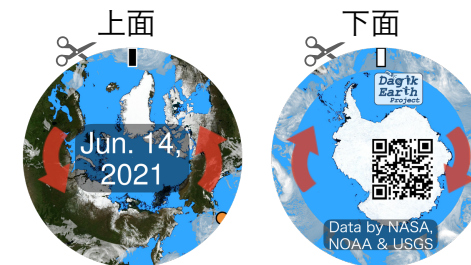 上面
下面
Jun. 14,
2021
Dagik
Earth
Project
Data by NASA,
NOAA & USGS